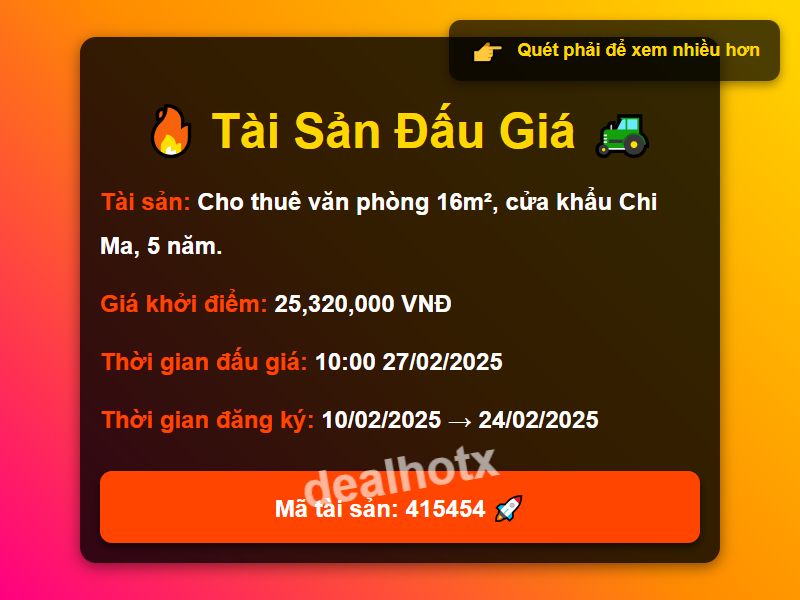 Quét phải để xem nhiều hơn
Tài Sản Đấu Giá
Tài sản: Cho thuê văn phòng 16m², cửa khẩu Chi
Ma, 5 năm.
Giá khởi điểm: 25,320,000 VNĐ
Thời gian đấu giá: 10:00 27/02/2025
Thời gian đăng ký: 10/02/2025 → 24/02/2025
dealhotx
Mã tài sản: 415454